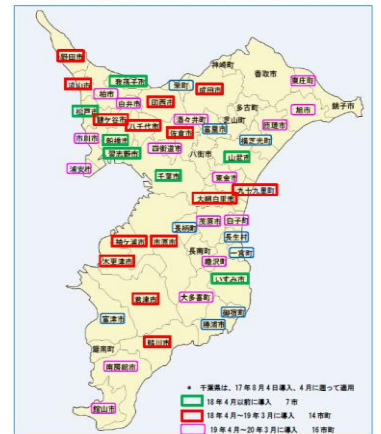 神崎町
香取市
東庄町
野田市
我孫子市
栄町
成田市
流山市
柏市
印西市
多古町
銚子市
旭市
松戸市
白井市
酒々井町
芝山町
匝瑳市
鎌ケ谷市
八千代市
佐倉市
富里市
横芝光町
市川市
船橋市
四街道市
八街市
山武市
習志野市
浦安市
千葉市
東金市
九十九里町
大網白里市
茂原市
白子町
長柄町
長生村
袖ケ浦市
市原市
長南町
一宮町
木更津市
睦沢町
いすみ市
君津市
大多喜町
御宿町
富津市
勝浦市
鴨川市
鋸南町
南房総市
館山市
* 千葉県は、17年8月4日導入、4月に遡って適用
18年4月以前に導入 7市
18年4月~19年3月に導入 14市町
19年4月~20年3月に導入 16市町